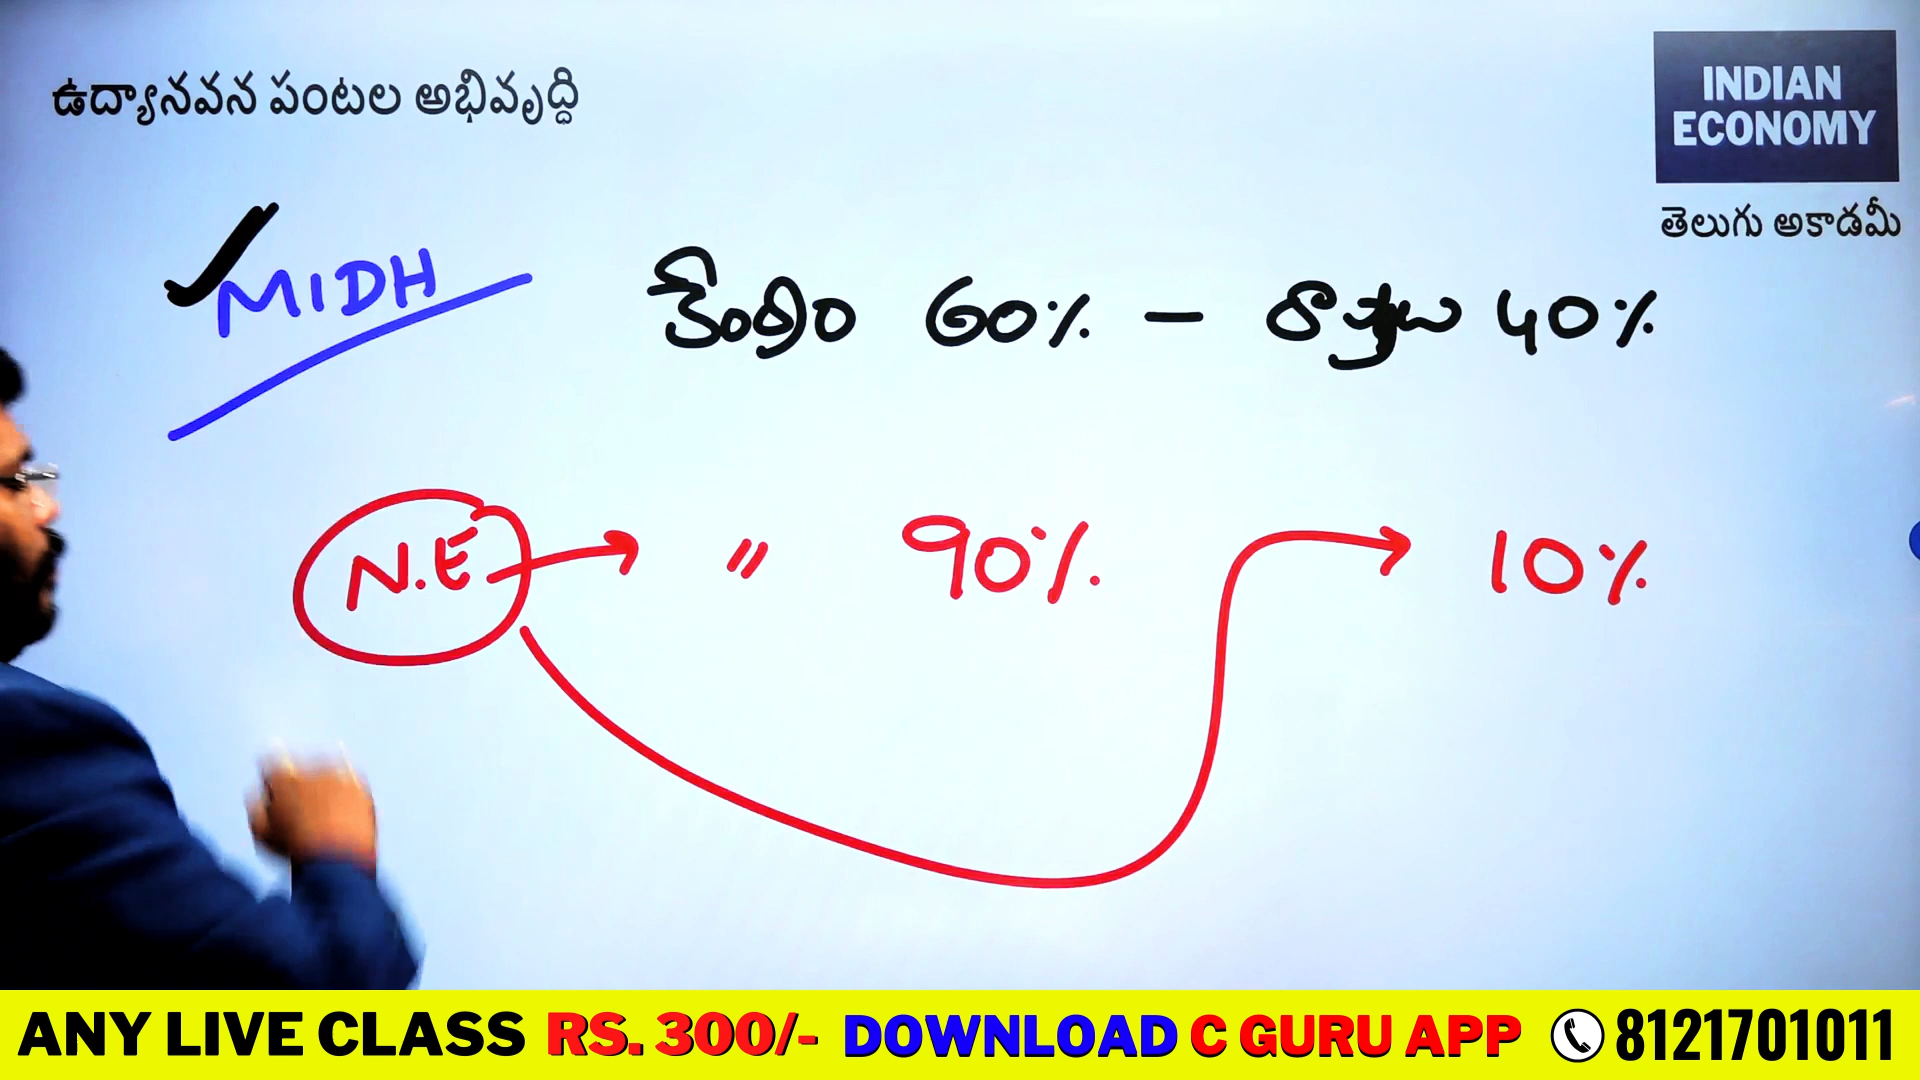 ఉద్యానవన పంటల అభివృద్ధి
INDIAN
ECONOMY
తెలుగు అకాడమీ
MIDH
కేంద్రం 60% - రాష్ట్రాలు 40%
N.E → " 90% → 10%
ANY LIVE CLASS RS. 300/- DOWNLOAD C GURU APP 8121701011